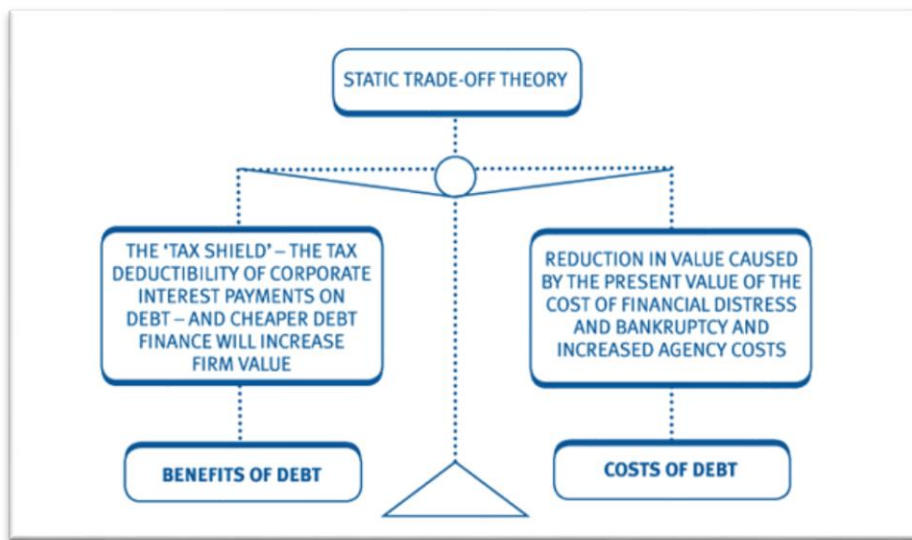 STATIC TRADE-OFF THEORY
THE ‘TAX SHIELD’ – THE TAX
DEDUCTIBILITY OF CORPORATE
INTEREST PAYMENTS ON
DEBT – AND CHEAPER DEBT
FINANCE WILL INCREASE
FIRM VALUE
BENEFITS OF DEBT
REDUCTION IN VALUE CAUSED
BY THE PRESENT VALUE OF THE
COST OF FINANCIAL DISTRESS
AND BANKRUPTCY AND
INCREASED AGENCY COSTS
COSTS OF DEBT